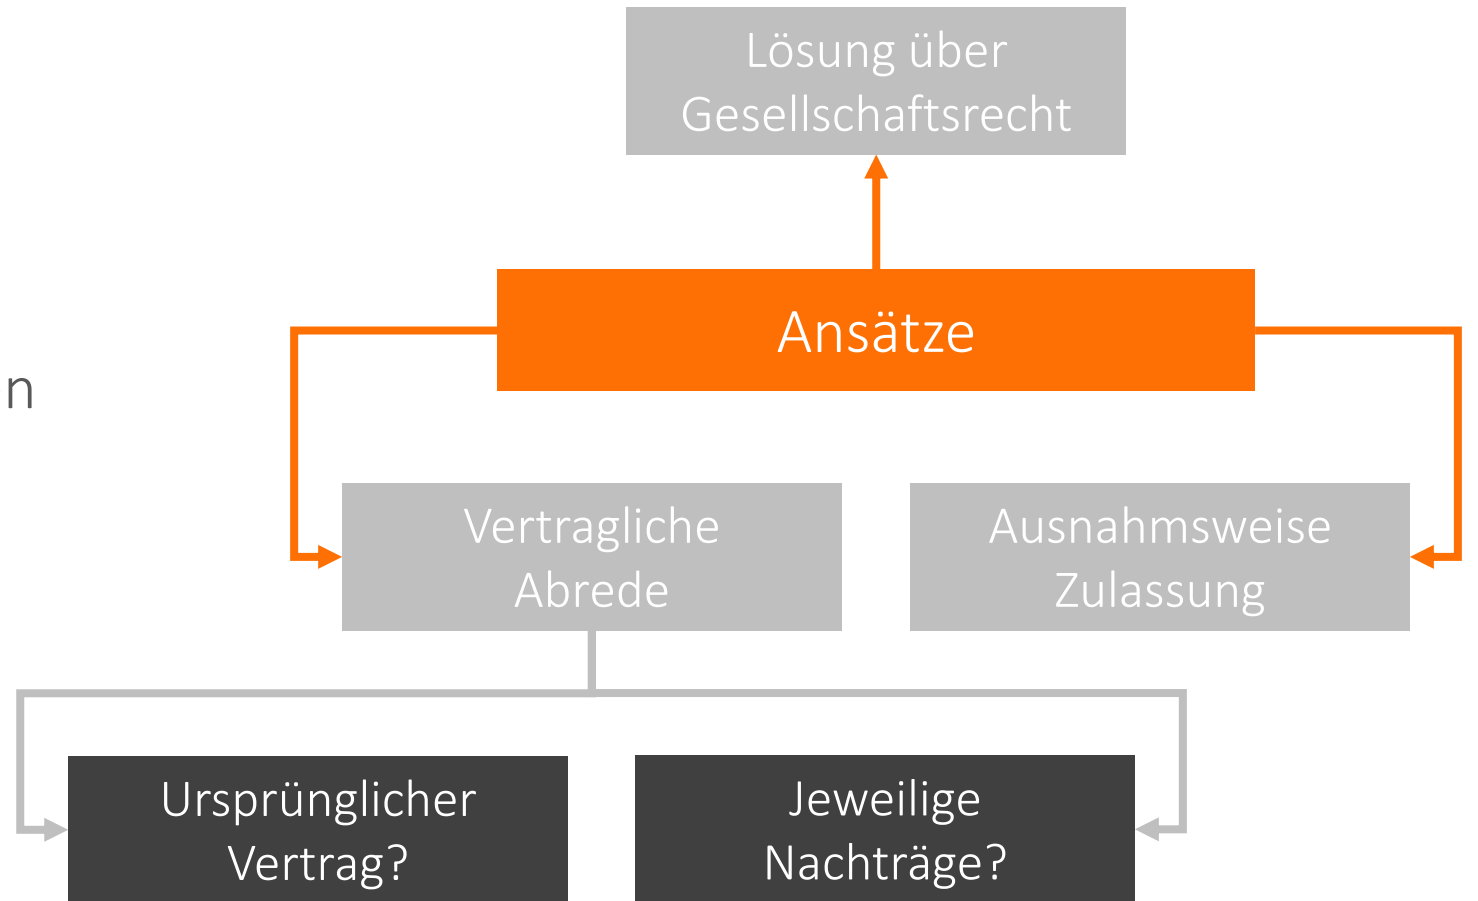 Lösung über
Gesellschaftsrecht
Ansätze
n
Vertragliche
Abrede
Ausnahmsweise
Zulassung
Ursprünglicher
Vertrag?
Jeweilige
Nachträge?